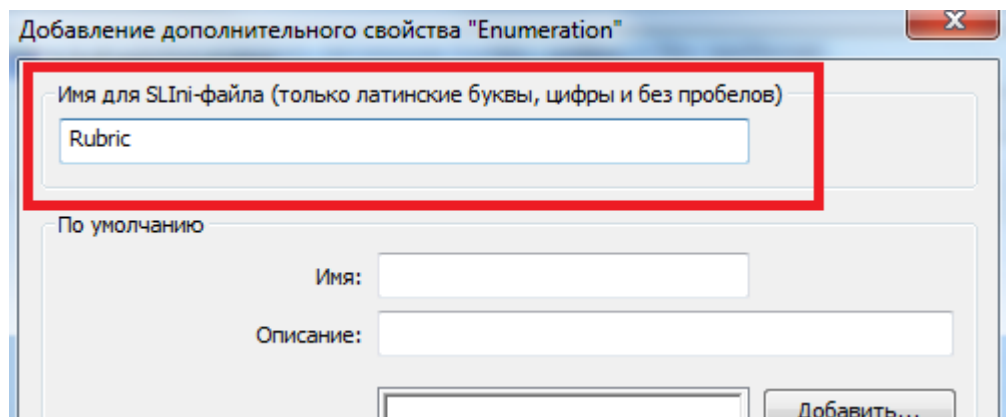 Добавление дополнительного свойства "Enumeration"
Имя для SLIni-файла (только латинские буквы, цифры и без пробелов)
Rubric
По умолчанию
Имя:
Описание:
Добавить...